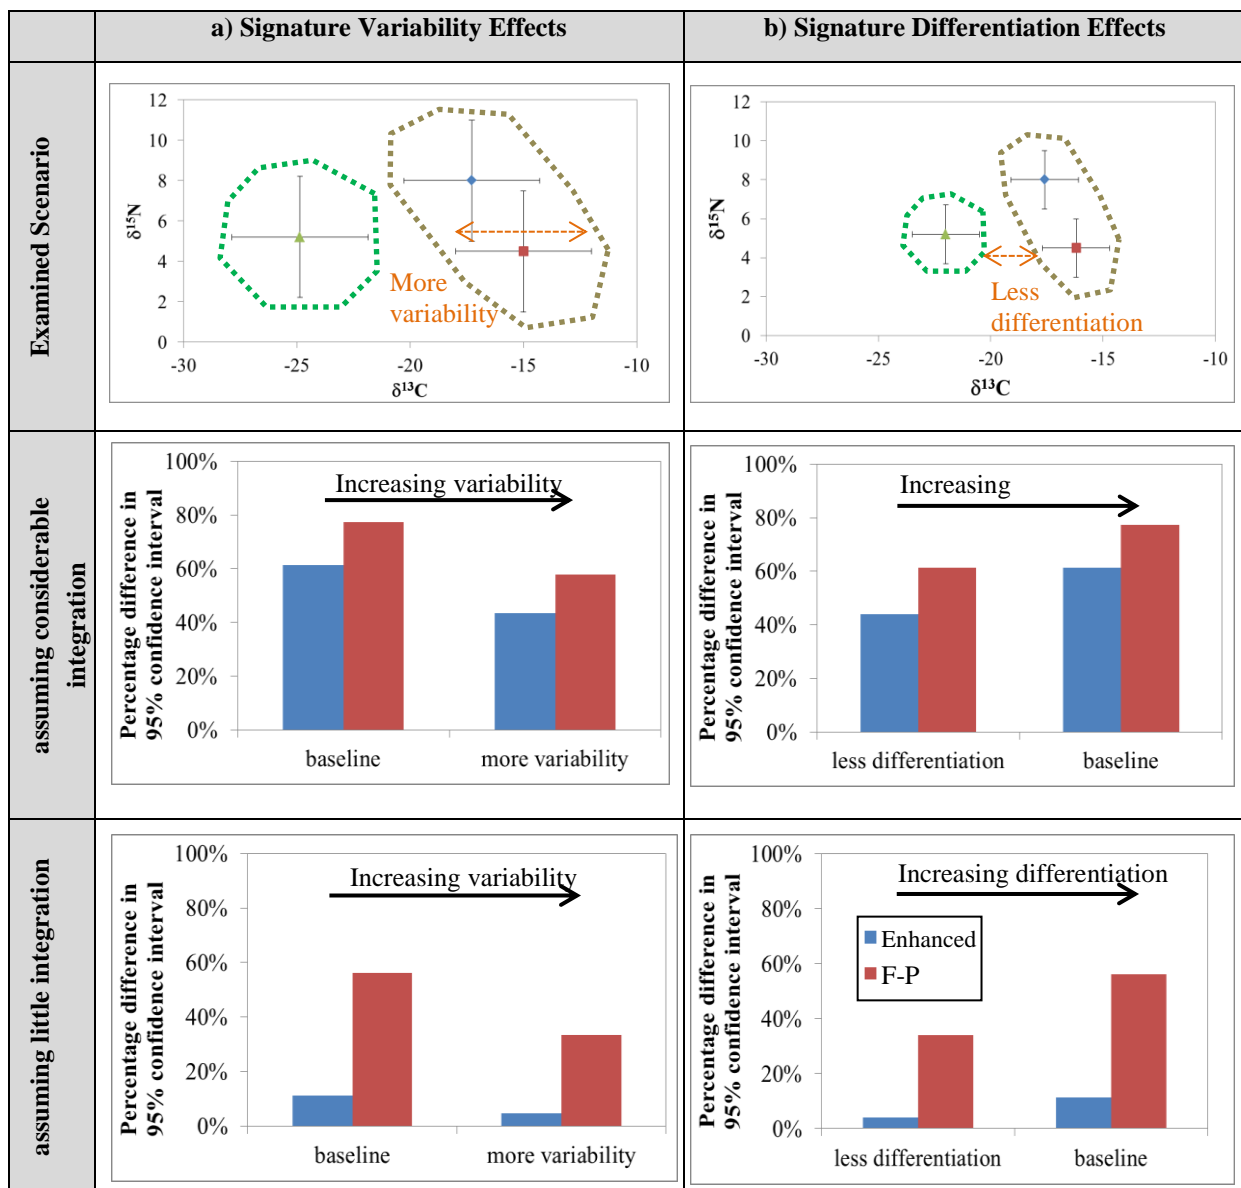 a) Signature Variability Effects
b) Signature Differentiation Effects
Examined Scenario
δ15N
12
10
8
6
4
2
0
-30
-25
-20
-15
-10
δ13C
More
variability
δ15N
12
10
8
6
4
2
0
-30
-25
-20
-15
-10
δ13C
Less
differentiation
assuming considerable
integration
Percentage difference in
95% confidence interval
100%
80%
60%
40%
20%
0%
Increasing variability
baseline
more variability
Percentage difference in
95% confidence interval
100%
80%
60%
40%
20%
0%
Increasing
less differentiation
baseline
assuming little integration
Percentage difference in
95% confidence interval
100%
80%
60%
40%
20%
0%
Increasing variability
baseline
more variability
Percentage difference in
95% confidence interval
100%
80%
60%
40%
20%
0%
Increasing differentiation
Enhanced
F-P
less differentiation
baseline